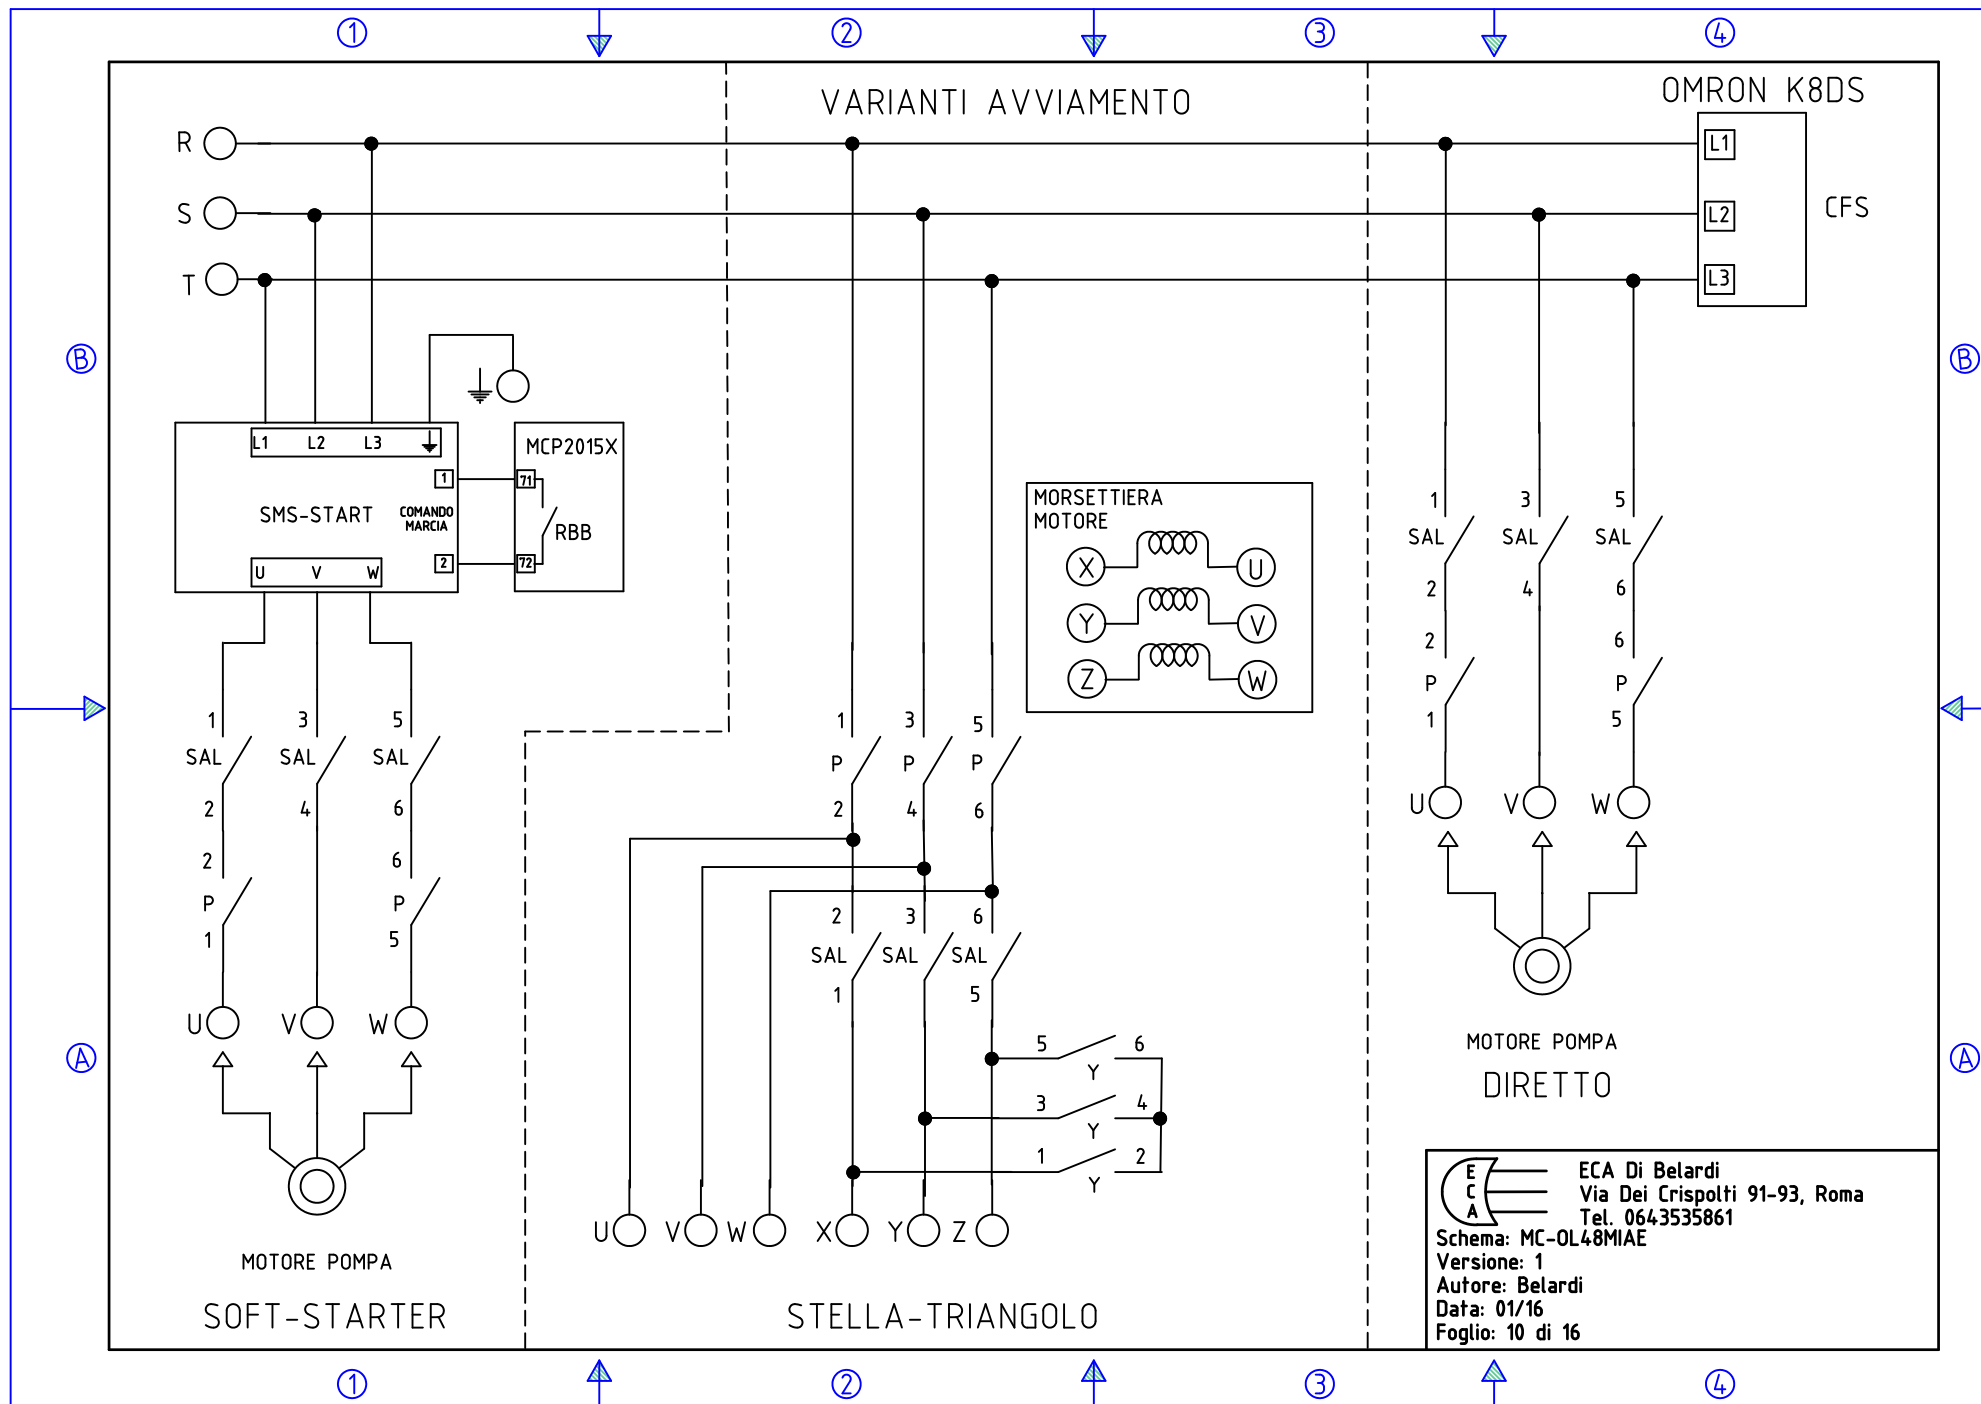 1 2 3 4
VARIANTI AVVIAMENTO
OMRON K8DS
R
S
T
L1
L2
L3
CFS
B B
L1 L2 L3
SMS-START
COMANDO
MARCIA
1
2
U V W
MCP2015X
71
RBB
72
1 3 5
SAL SAL SAL
2 4 6
2 6
P P
1 5
U V W
MOTORE POMPA
SOFT-STARTER
MORSETTIERA
MOTORE
X U
Y V
Z W
1 3 5
P P P
2 4 6
2 3 6
SAL SAL SAL
1 5
5 6
Y
3 4
Y
1 2
Y
U V W X Y Z
STELLA-TRIANGOLO
1 3 5
SAL SAL SAL
2 4 6
2 6
P P
1 5
U V W
MOTORE POMPA
DIRETTO
A A
E
C
A
ECA Di Belardi
Via Dei Crispolti 91-93, Roma
Tel. 0643535861
Schema: MC-OL48MIAE
Versione: 1
Autore: Belardi
Data: 01/16
Foglio: 10 di 16
1 2 3 4